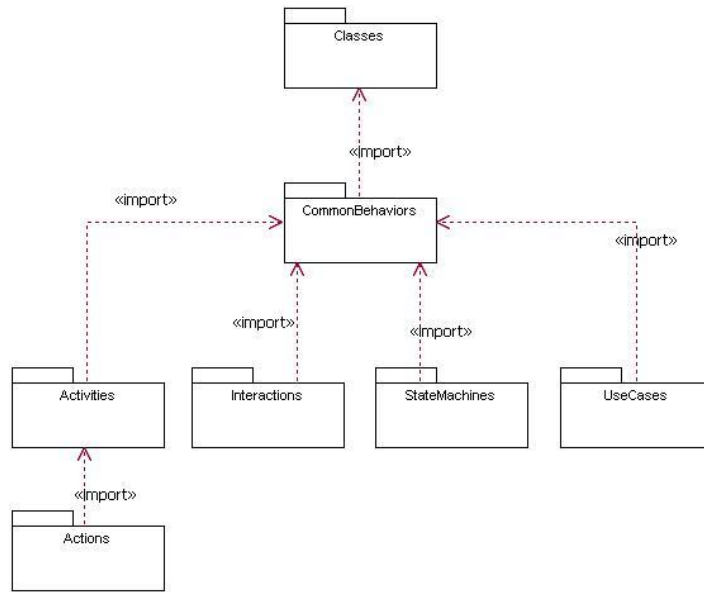 Classes
«import»
«import»
CommonBehaviors
«import»
«import»
«import»
Activities
Interactions
StateMachines
UseCases
«import»
Actions